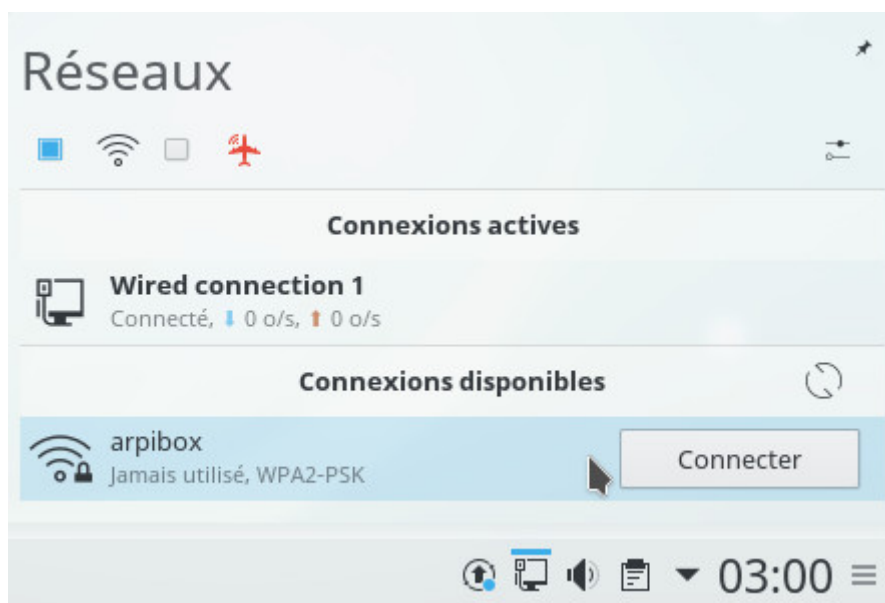 Réseaux
Connexions actives
Wired connection 1
Connecté, ⬇ 0 o/s, ⬆ 0 o/s
Connexions disponibles
arpibox
Jamais utilisé, WPA2-PSK
Connecter
03:00